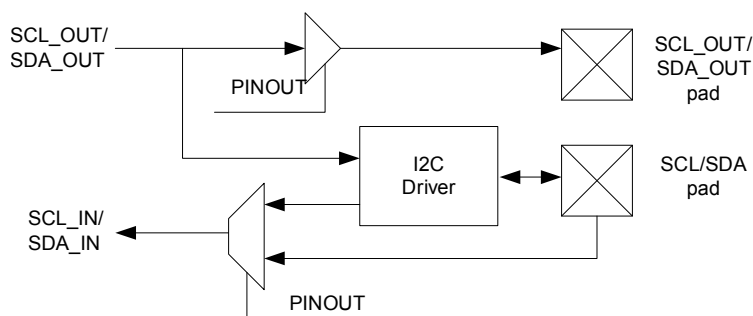 SCL_OUT/
SDA_OUT
PINOUT
SCL_OUT/
SDA_OUT
pad
I2C
Driver
SCL/SDA
pad
SCL_IN/
SDA_IN
PINOUT